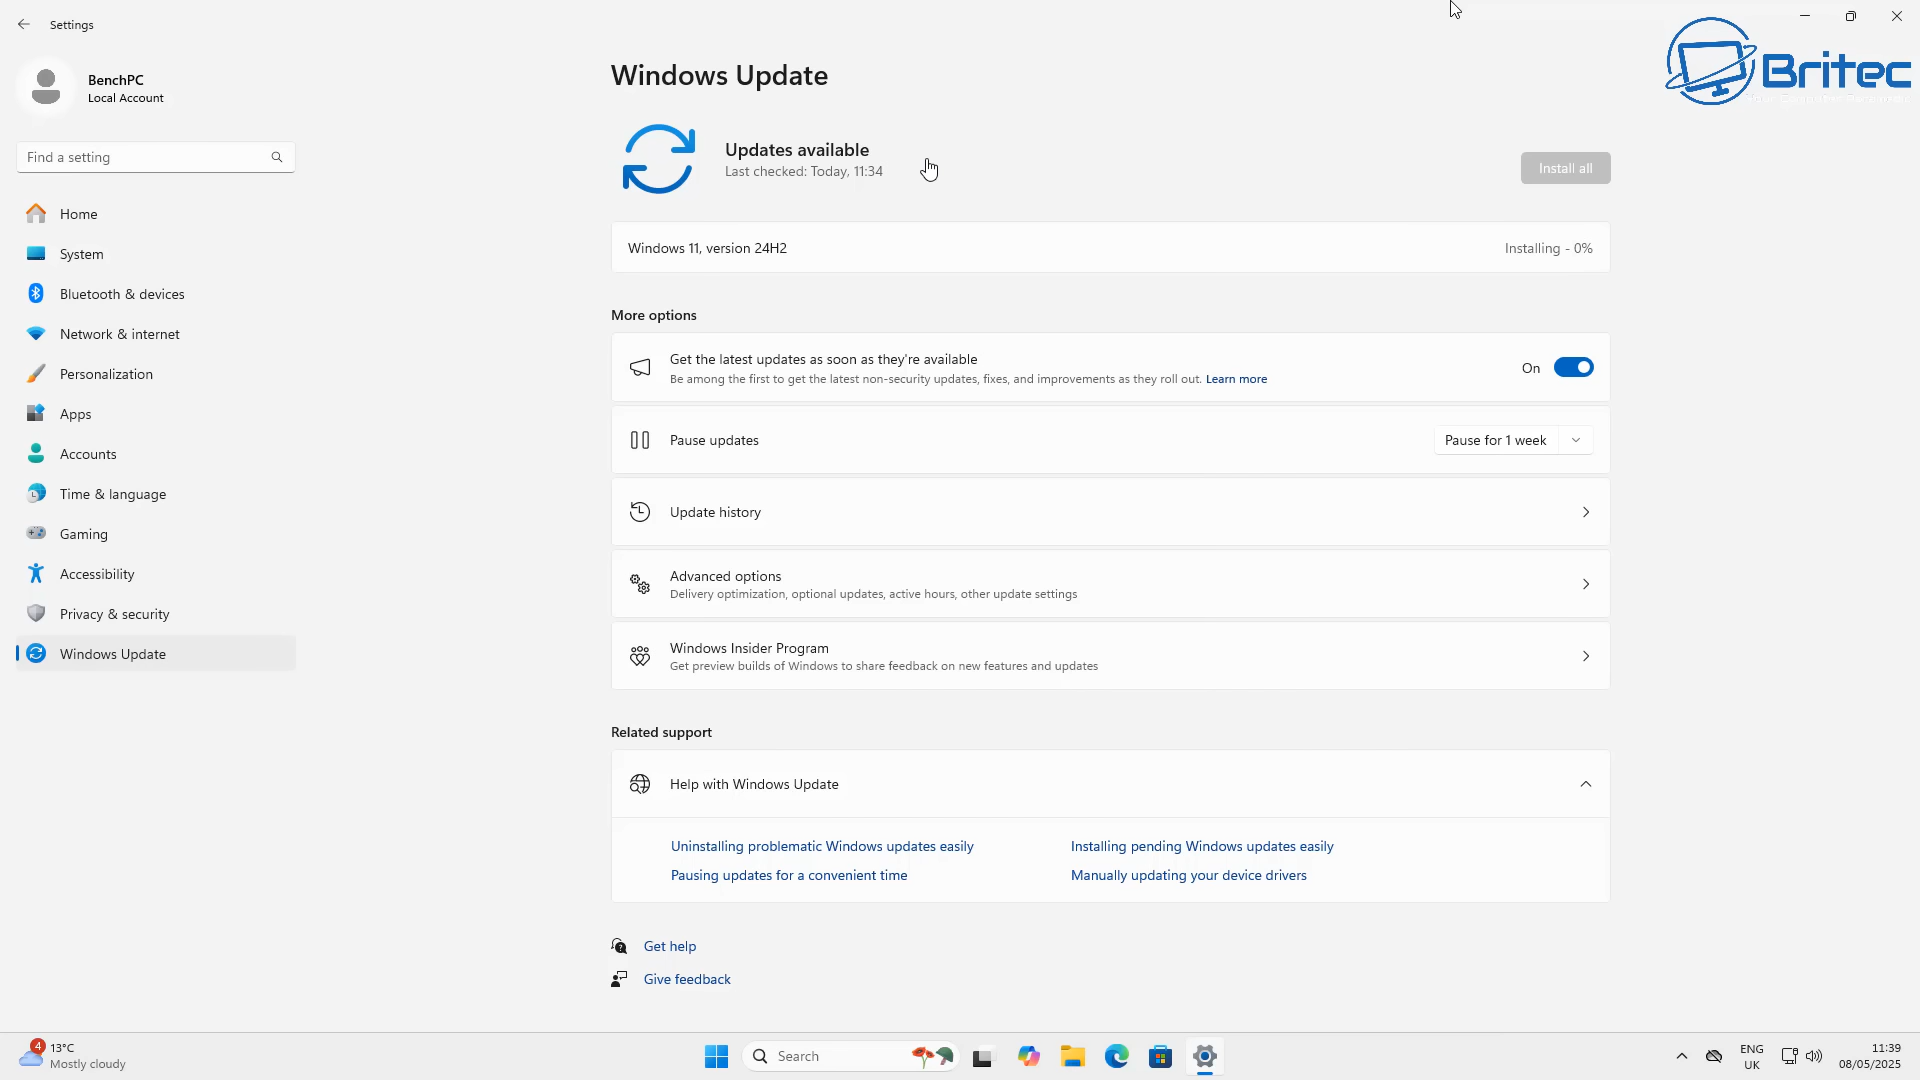 Settings
BenchPC
Local Account
Find a setting
Home
System
Bluetooth & devices
Network & internet
Personalization
Apps
Accounts
Time & language
Gaming
Accessibility
Privacy & security
Windows Update
Windows Update
Britec
Updates available
Last checked: Today, 11:34
Install all
Windows 11, version 24H2
Installing - 0%
More options
Get the latest updates as soon as they're available
Be among the first to get the latest non-security updates, fixes, and improvements as they roll out. Learn more
On
Pause updates
Pause for 1 week
Update history
Advanced options
Delivery optimization, optional updates, active hours, other update settings
Windows Insider Program
Get preview builds of Windows to share feedback on new features and updates
Related support
Help with Windows Update
Uninstalling problematic Windows updates easily
Installing pending Windows updates easily
Pausing updates for a convenient time
Manually updating your device drivers
Get help
Give feedback
4
13°C
Mostly cloudy
Search
ENG
UK
11:39
08/05/2025